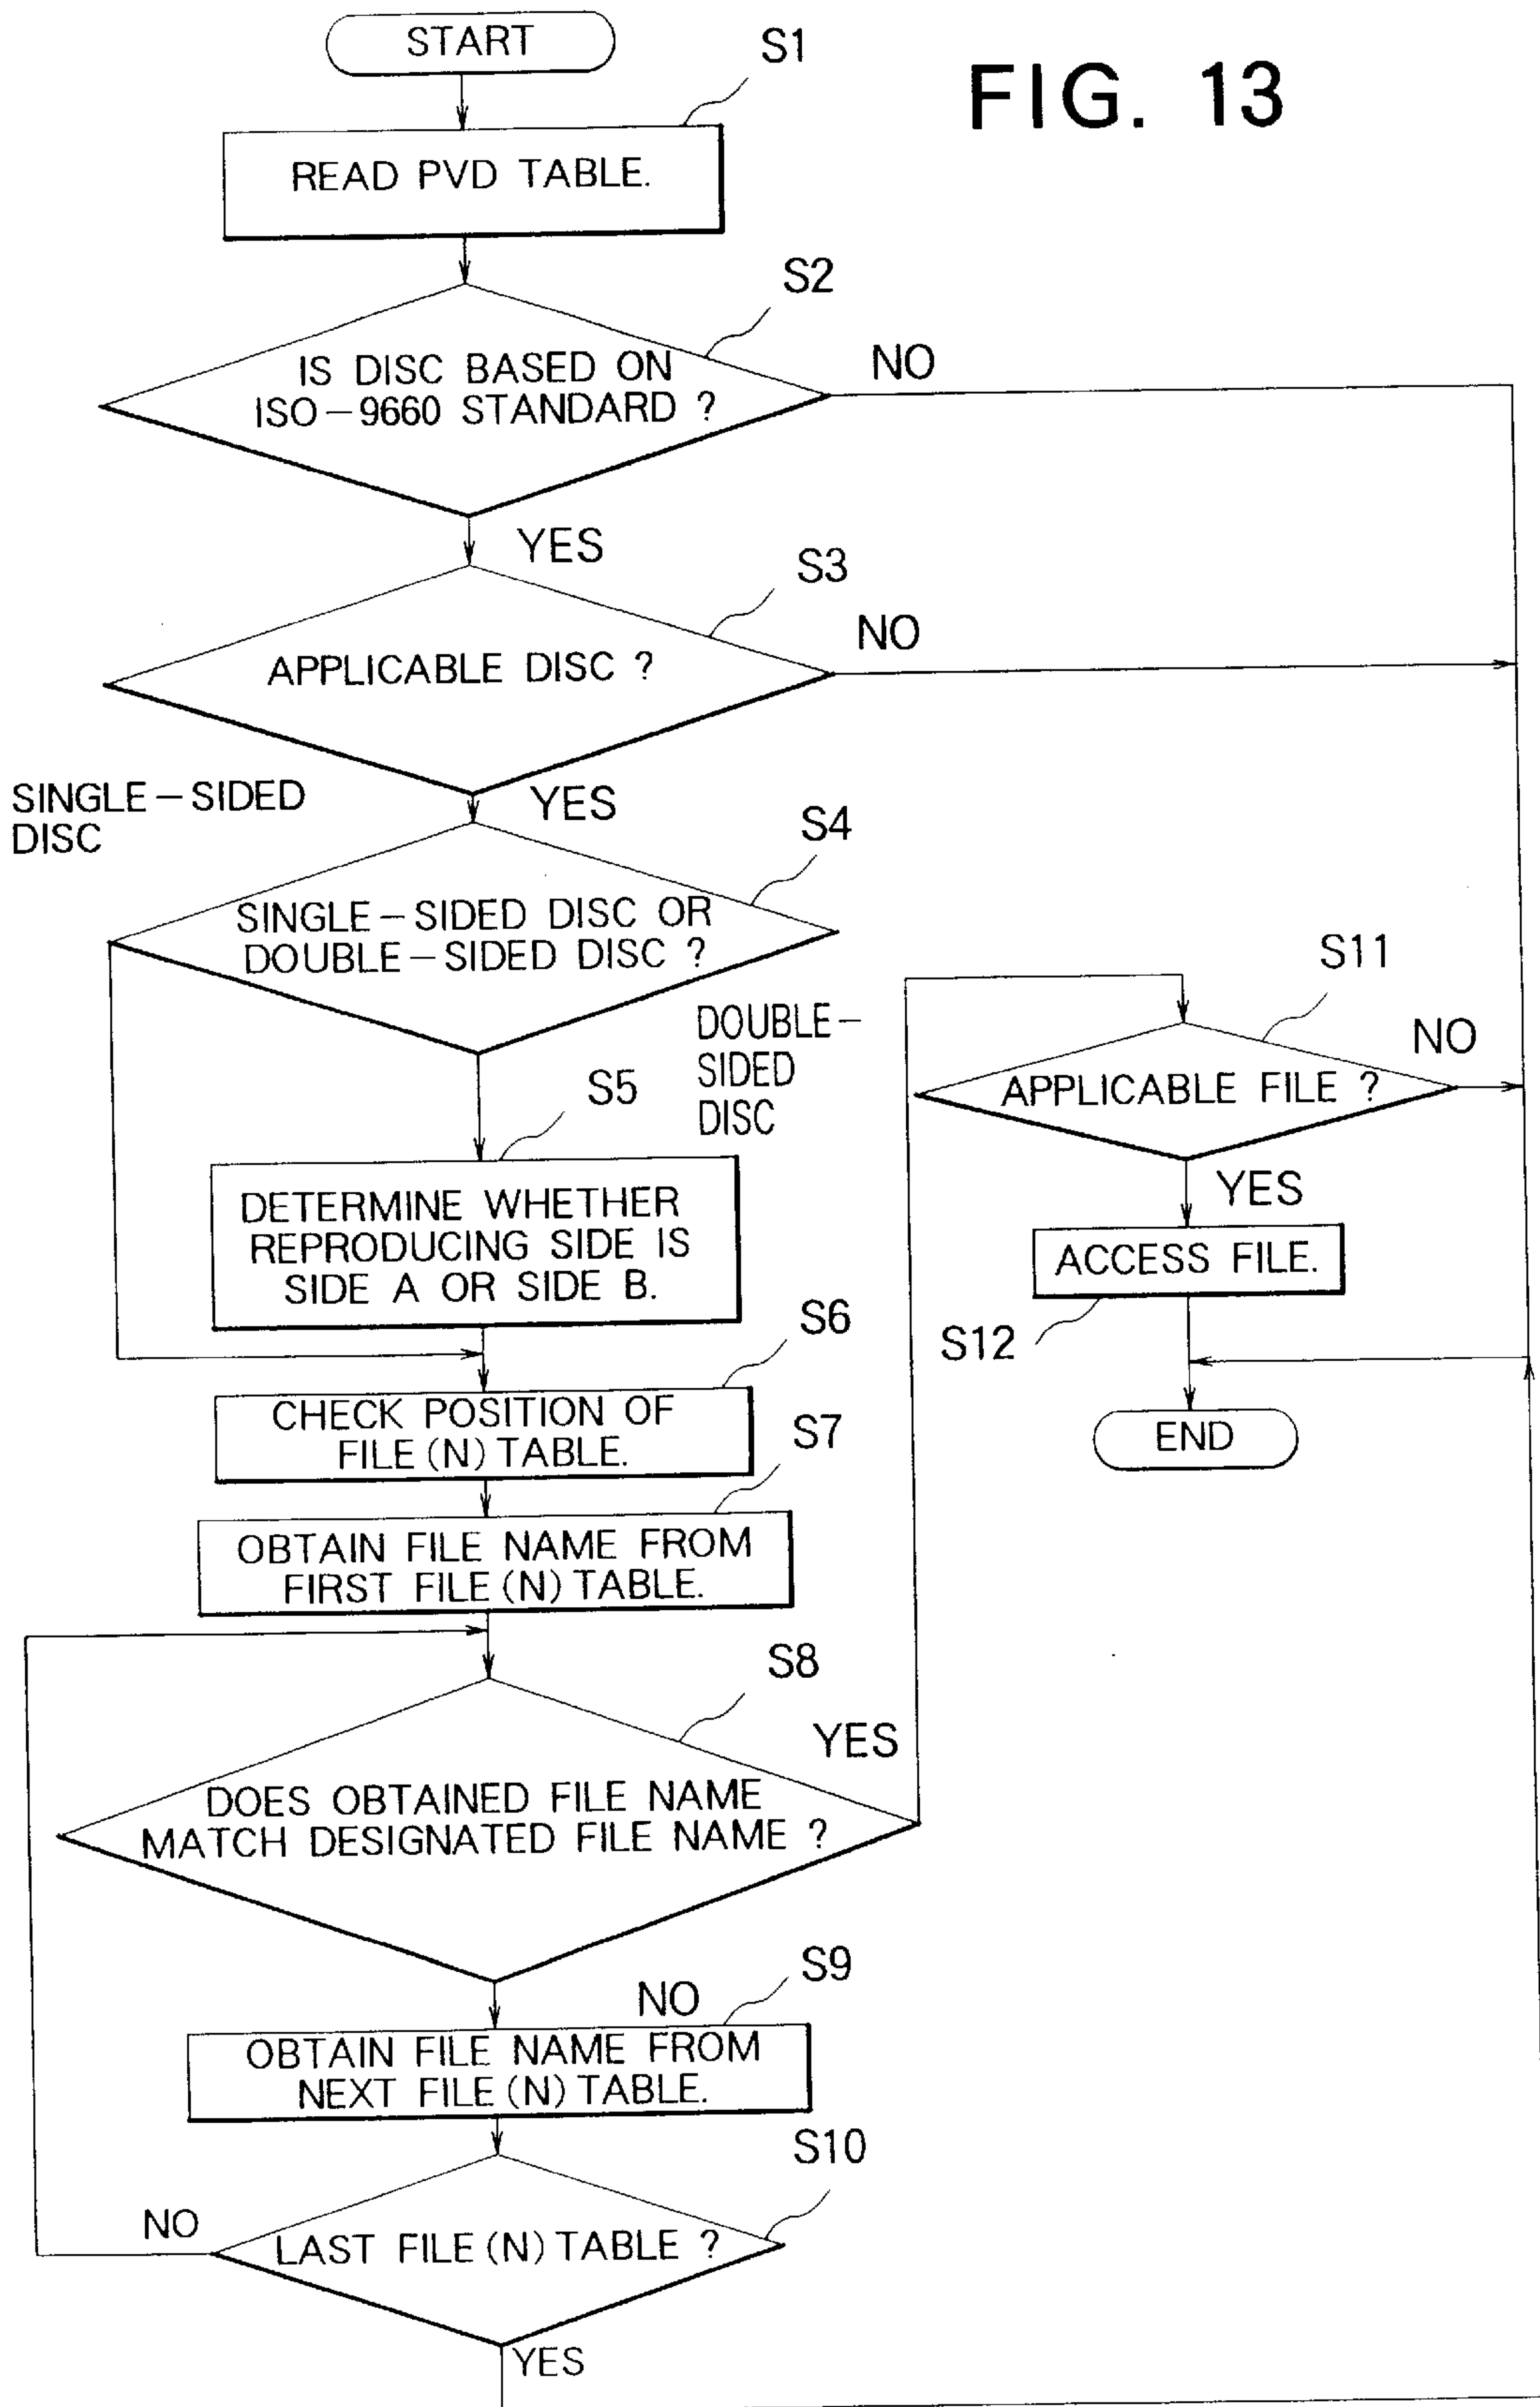 START
S1
FIG. 13
READ PVD TABLE.
S2
IS DISC BASED ON
ISO-9660 STANDARD ?
NO
YES
S3
APPLICABLE DISC ?
NO
SINGLE-SIDED
DISC
YES
S4
SINGLE-SIDED DISC OR
DOUBLE-SIDED DISC ?
DOUBLE-
SIDED
DISC
S5
DETERMINE WHETHER
REPRODUCING SIDE IS
SIDE A OR SIDE B.
S6
CHECK POSITION OF
FILE (N) TABLE.
S7
OBTAIN FILE NAME FROM
FIRST FILE (N) TABLE.
S8
YES
DOES OBTAINED FILE NAME
MATCH DESIGNATED FILE NAME ?
S9
NO
OBTAIN FILE NAME FROM
NEXT FILE (N) TABLE.
S10
NO
LAST FILE (N) TABLE ?
YES
S11
NO
APPLICABLE FILE ?
YES
ACCESS FILE.
S12
END